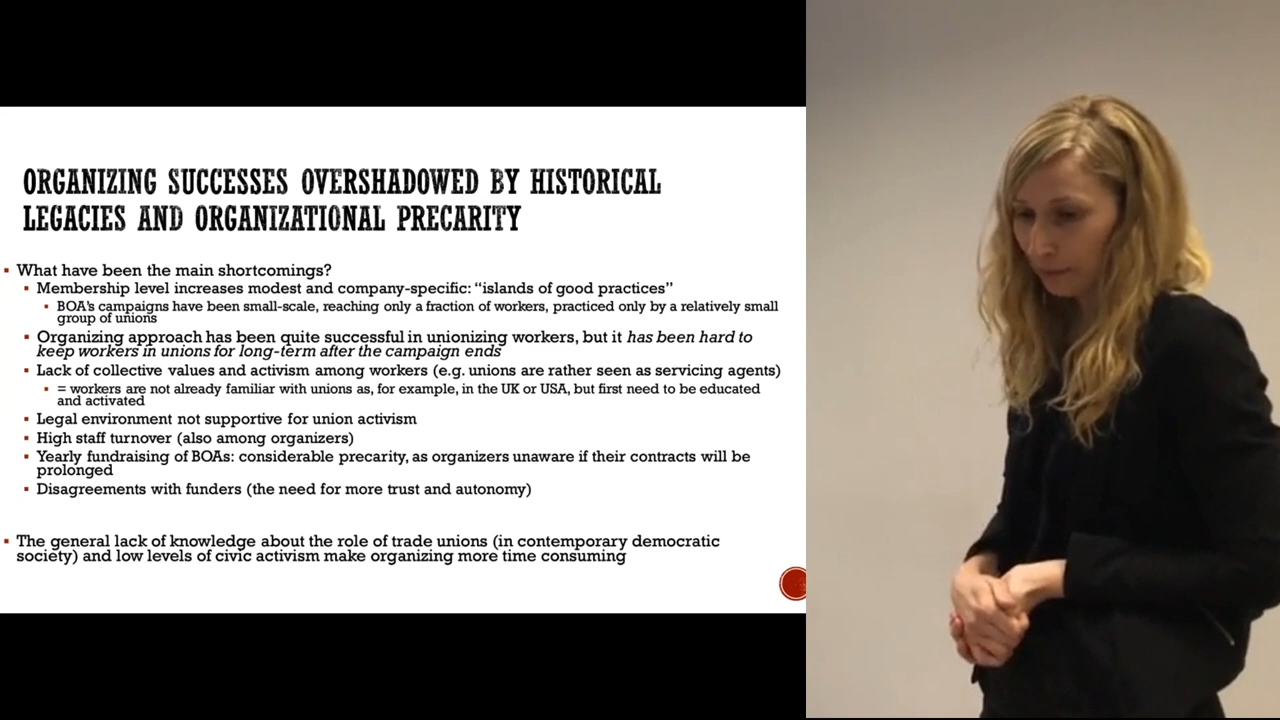 ORGANIZING SUCCESSES OVERSHADOWED BY HISTORICAL
LEGACIES AND ORGANIZATIONAL PRECARITY
▪ What have been the main shortcomings?
▪ Membership level increases modest and company-specific: “islands of good practices”
▪ BOA’s campaigns have been small-scale, reaching only a fraction of workers, practiced only by a relatively small
group of unions
▪ Organizing approach has been quite successful in unionizing workers, but it has been hard to
keep workers in unions for long-term after the campaign ends
▪ Lack of collective values and activism among workers (e.g. unions are rather seen as servicing agents)
▪ = workers are not already familiar with unions as, for example, in the UK or USA, but first need to be educated
and activated
▪ Legal environment not supportive for union activism
▪ High staff turnover (also among organizers)
▪ Yearly fundraising of BOAs: considerable precarity, as organizers unaware if their contracts will be
prolonged
▪ Disagreements with funders (the need for more trust and autonomy)
▪ The general lack of knowledge about the role of trade unions (in contemporary democratic
society) and low levels of civic activism make organizing more time consuming